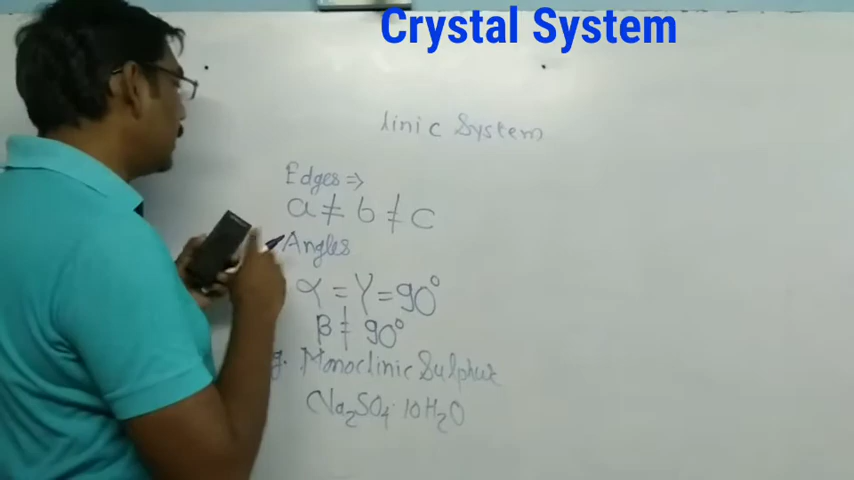 Crystal System
linic System
Edges ⇒
a ≠ b ≠ c
Angles
α = γ = 90°
β ≠ 90°
g. Monoclinic Sulphur
Na₂SO₄·10H₂O